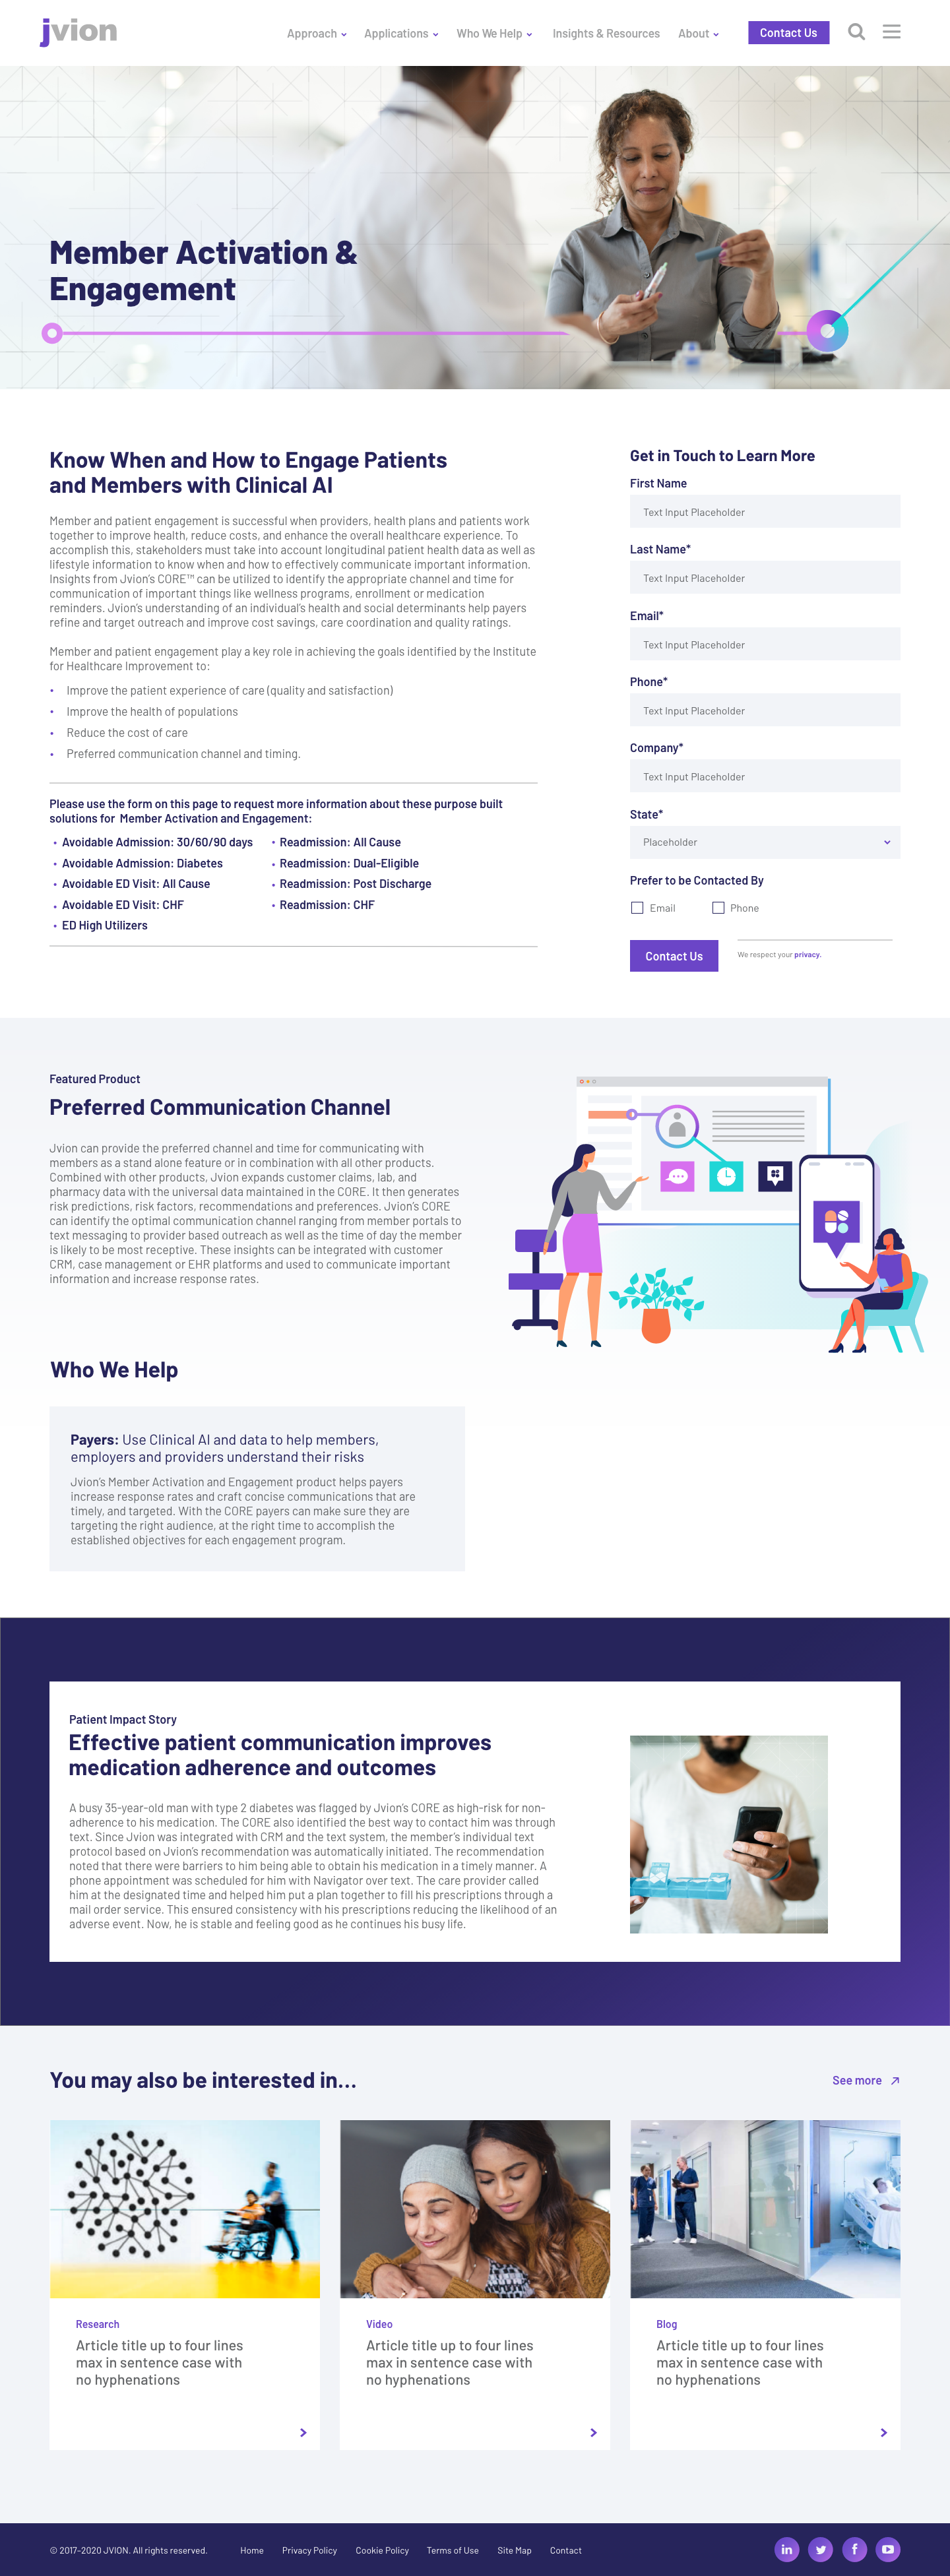 jvion
Approach
Applications
Who We Help
Insights & Resources
About
Contact Us
Member Activation &
Engagement
Know When and How to Engage Patients
and Members with Clinical AI
Member and patient engagement is successful when providers, health plans and patients work
together to improve health, reduce costs, and enhance the overall healthcare experience. To
accomplish this, stakeholders must take into account longitudinal patient health data as well as
lifestyle information to know when and how to effectively communicate important information.
Insights from Jvion's CORE™ can be utilized to identify the appropriate channel and time for
communication of important things like wellness programs, enrollment or medication
reminders. Jvion's understanding of an individual's health and social determinants help payers
refine and target outreach and improve cost savings, care coordination and quality ratings.
Member and patient engagement play a key role in achieving the goals identified by the Institute
for Healthcare Improvement to:
• Improve the patient experience of care (quality and satisfaction)
• Improve the health of populations
• Reduce the cost of care
• Preferred communication channel and timing.
Please use the form on this page to request more information about these purpose built
solutions for Member Activation and Engagement:
• Avoidable Admission: 30/60/90 days
• Avoidable Admission: Diabetes
• Avoidable ED Visit: All Cause
• Avoidable ED Visit: CHF
• ED High Utilizers
• Readmission: All Cause
• Readmission: Dual-Eligible
• Readmission: Post Discharge
• Readmission: CHF
Get in Touch to Learn More
First Name
Text Input Placeholder
Last Name*
Text Input Placeholder
Email*
Text Input Placeholder
Phone*
Text Input Placeholder
Company*
Text Input Placeholder
State*
Placeholder
Prefer to be Contacted By
Email
Phone
Contact Us
We respect your privacy.
Featured Product
Preferred Communication Channel
Jvion can provide the preferred channel and time for communicating with
members as a stand alone feature or in combination with all other products.
Combined with other products, Jvion expands customer claims, lab, and
pharmacy data with the universal data maintained in the CORE. It then generates
risk predictions, risk factors, recommendations and preferences. Jvion's CORE
can identify the optimal communication channel ranging from member portals to
text messaging to provider based outreach as well as the time of day the member
is likely to be most receptive. These insights can be integrated with customer
CRM, case management or EHR platforms and used to communicate important
information and increase response rates.
Who We Help
Payers: Use Clinical AI and data to help members,
employers and providers understand their risks
Jvion's Member Activation and Engagement product helps payers
increase response rates and craft concise communications that are
timely, and targeted. With the CORE payers can make sure they are
targeting the right audience, at the right time to accomplish the
established objectives for each engagement program.
Patient Impact Story
Effective patient communication improves
medication adherence and outcomes
A busy 35-year-old man with type 2 diabetes was flagged by Jvion's CORE as high-risk for non-
adherence to his medication. The CORE also identified the best way to contact him was through
text. Since Jvion was integrated with CRM and the text system, the member's individual text
protocol based on Jvion's recommendation was automatically initiated. The recommendation
noted that there were barriers to him being able to obtain his medication in a timely manner. A
phone appointment was scheduled for him with Navigator over text. The care provider called
him at the designated time and helped him put a plan together to fill his prescriptions through a
mail order service. This ensured consistency with his prescriptions reducing the likelihood of an
adverse event. Now, he is stable and feeling good as he continues his busy life.
You may also be interested in...
See more
Research
Article title up to four lines
max in sentence case with
no hyphenations
Video
Article title up to four lines
max in sentence case with
no hyphenations
Blog
Article title up to four lines
max in sentence case with
no hyphenations
© 2017-2020 JVION. All rights reserved.
Home
Privacy Policy
Cookie Policy
Terms of Use
Site Map
Contact